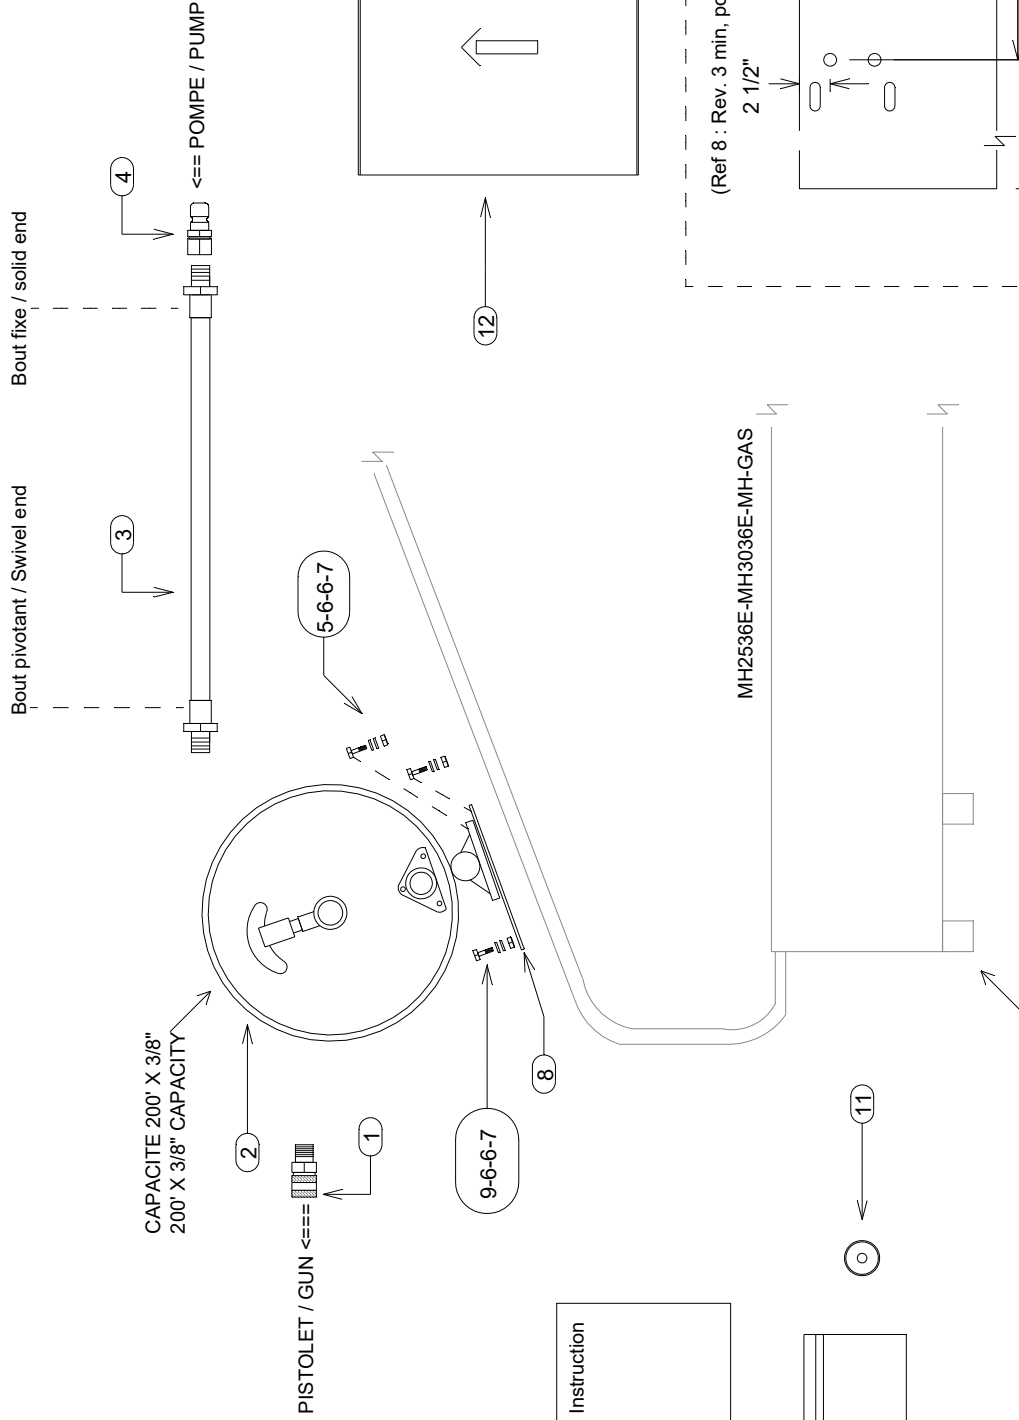 Bout pivotant / Swivel end
Bout fixe / solid end
3
4
<== POMPE / PUMP
CAPACITE 200' X 3/8"
200' X 3/8" CAPACITY
2
PISTOLET / GUN <===
1
5-6-6-7
9-6-6-7
8
12
Instruction
MH2536E-MH3036E-MH-GAS
(Ref 8 : Rev. 3 min, po
2 1/2"
11